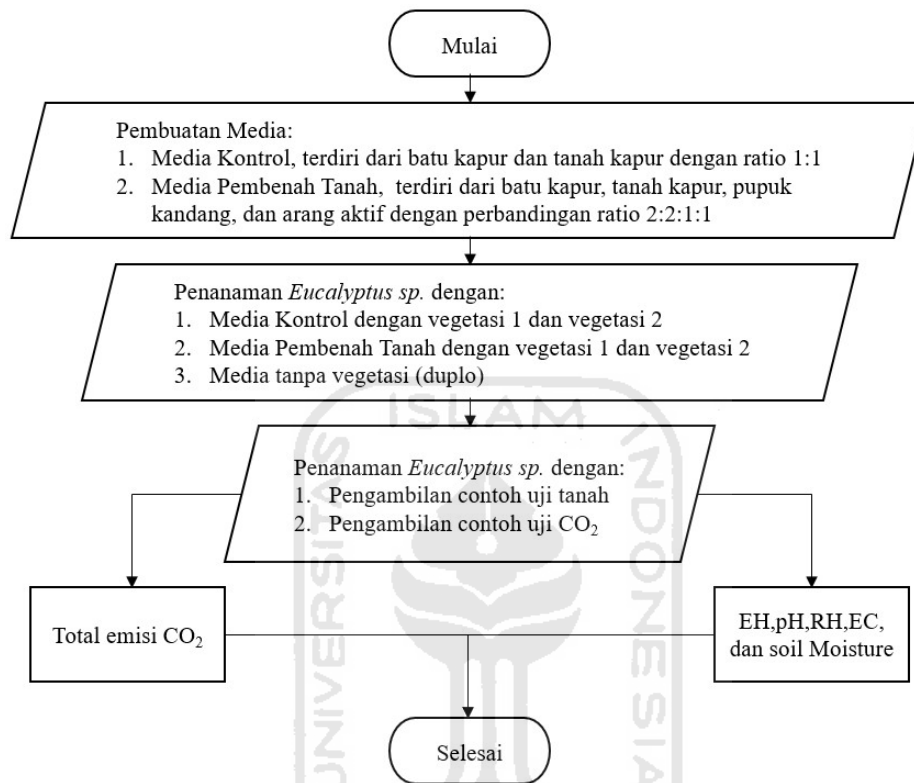 Mulai
Pembuatan Media:
1. Media Kontrol, terdiri dari batu kapur dan tanah kapur dengan ratio 1:1
2. Media Pembenah Tanah, terdiri dari batu kapur, tanah kapur, pupuk
kandang, dan arang aktif dengan perbandingan ratio 2:2:1:1
Penanaman Eucalyptus sp. dengan:
1. Media Kontrol dengan vegetasi 1 dan vegetasi 2
2. Media Pembenah Tanah dengan vegetasi 1 dan vegetasi 2
3. Media tanpa vegetasi (duplo)
Penanaman Eucalyptus sp. dengan:
1. Pengambilan contoh uji tanah
2. Pengambilan contoh uji CO₂
Total emisi CO₂
EH,pH,RH,EC,
dan soil Moisture
Selesai
UNIVERSITAS
ISLAM
INDONESIA